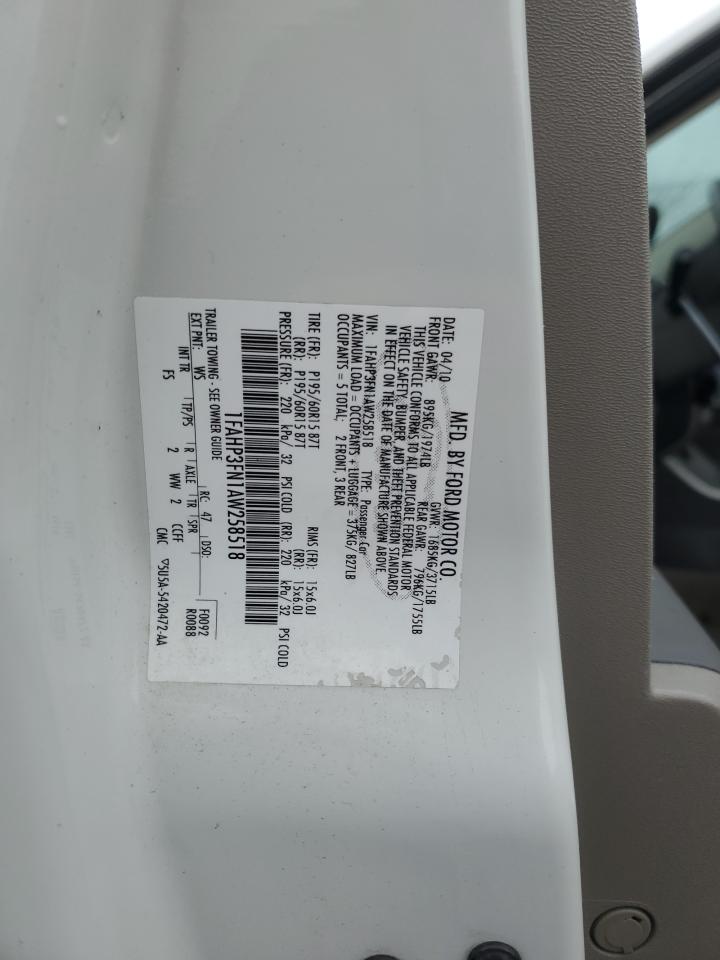 MFD. BY FORD MOTOR CO.
DATE: 04/10 GVWR: 1685KG/3715LB
FRONT GAWR: 895KG/1974LB REAR GAWR: 796KG/1755LB
THIS VEHICLE CONFORMS TO ALL APPLICABLE FEDERAL MOTOR
VEHICLE SAFETY, BUMPER, AND THEFT PREVENTION STANDARDS
IN EFFECT ON THE DATE OF MANUFACTURE SHOWN ABOVE.
VIN: 1FAHP3FN1AW258518 TYPE: Passenger Car
MAXIMUM LOAD = OCCUPANTS + LUGGAGE = 375KG/ 827LB
OCCUPANTS = 5 TOTAL; 2 FRONT, 3 REAR
TIRE (FR): P195/60R15 87T RIMS (FR): 15x6.0J
(RR): P195/60R15 87T (RR): 15x6.0J
PRESSURE (FR): 220 kPa/ 32 PSI COLD (RR): 220 kPa/ 32 PSI COLD
1FAHP3FN1AW258518
TRAILER TOWING - SEE OWNER GUIDE
EXT PNT: WS RC: 47 DSO: F0092
R0088
INT TR TP/PS R AXLE TR SPR
FS 2 WW 2 CCFF
CMC 5U5A-5420472-AA